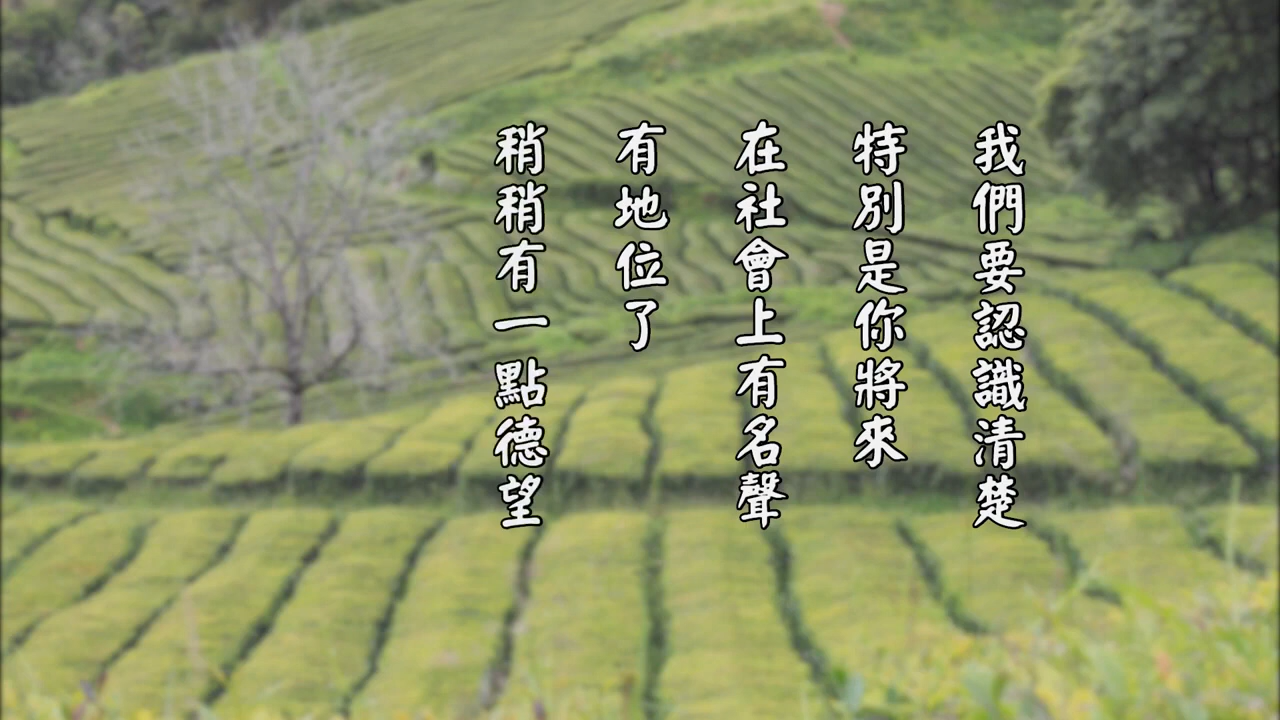 我們要認識清楚
特別是你將來
在社會上有名聲
有地位了
稍稍有一點德望